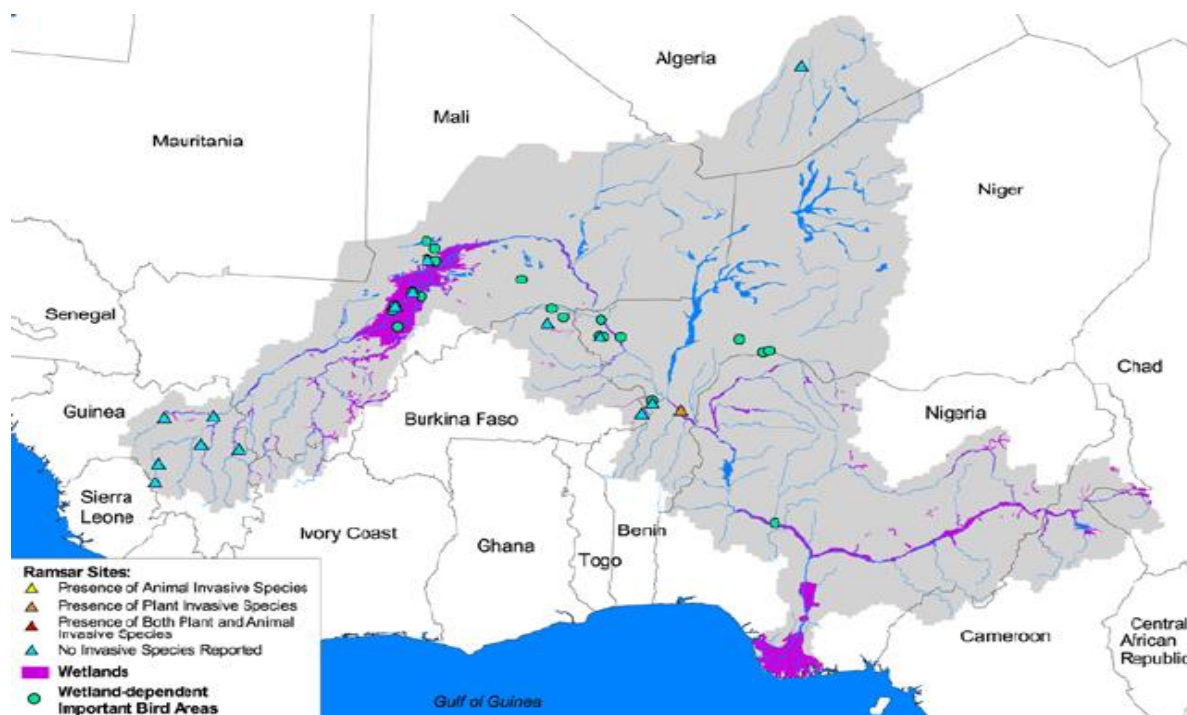 Algeria
Mali
Mauritania
Niger
Senegal
Chad
Guinea
Burkina Faso
Nigeria
Sierra
Leone
Ivory Coast
Ghana
Togo
Benin
Cameroon
Central
African
Republic
Gulf of Guinea
Ramsar Sites:
Presence of Animal Invasive Species
Presence of Plant Invasive Species
Presence of Both Plant and Animal
Invasive Species
No Invasive Species Reported
Wetlands
Wetland-dependent
Important Bird Areas